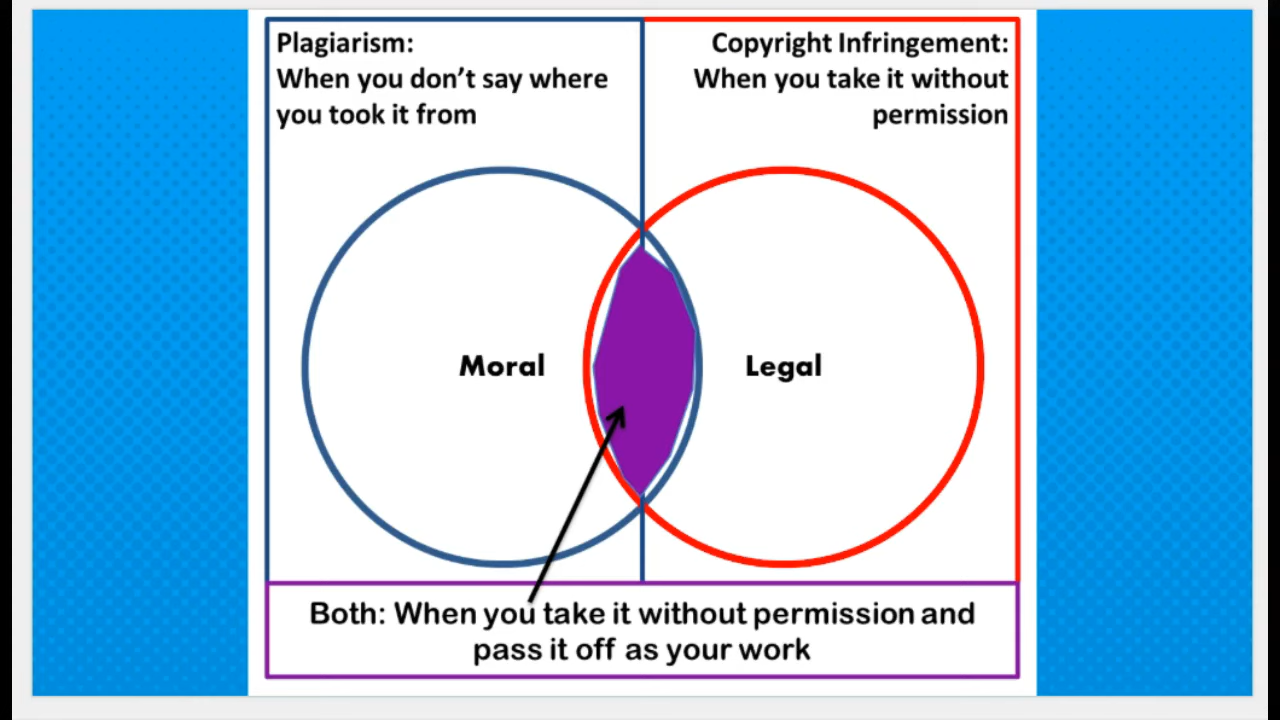 Plagiarism:
When you don’t say where
you took it from
Copyright Infringement:
When you take it without
permission
Moral
Legal
Both: When you take it without permission and
pass it off as your work